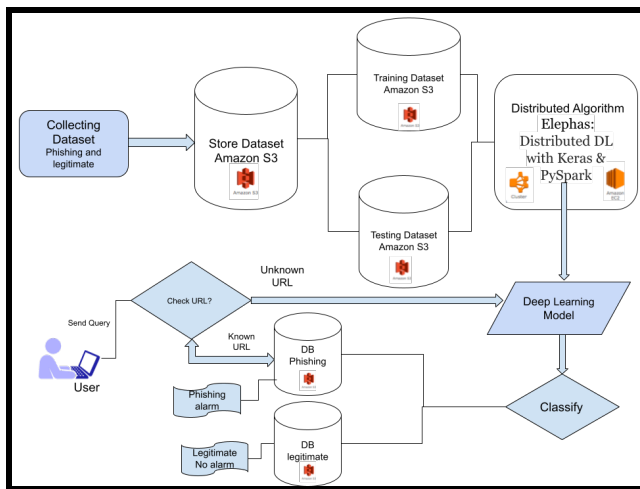 Collecting
Dataset
Phishing and
legitimate
Store Dataset
Amazon S3
Amazon S3
Training Dataset
Amazon S3
Testing Dataset
Amazon S3
Distributed Algorithm
Elephas:
Distributed DL
with Keras &
PySpark
Cluster
Amazon
EC2
Unknown
URL
Check URL?
Send Query
User
Known
URL
Deep Learning
Model
DB
Phishing
Phishing
alarm
Classify
Legitimate
No alarm
DB
legitimate